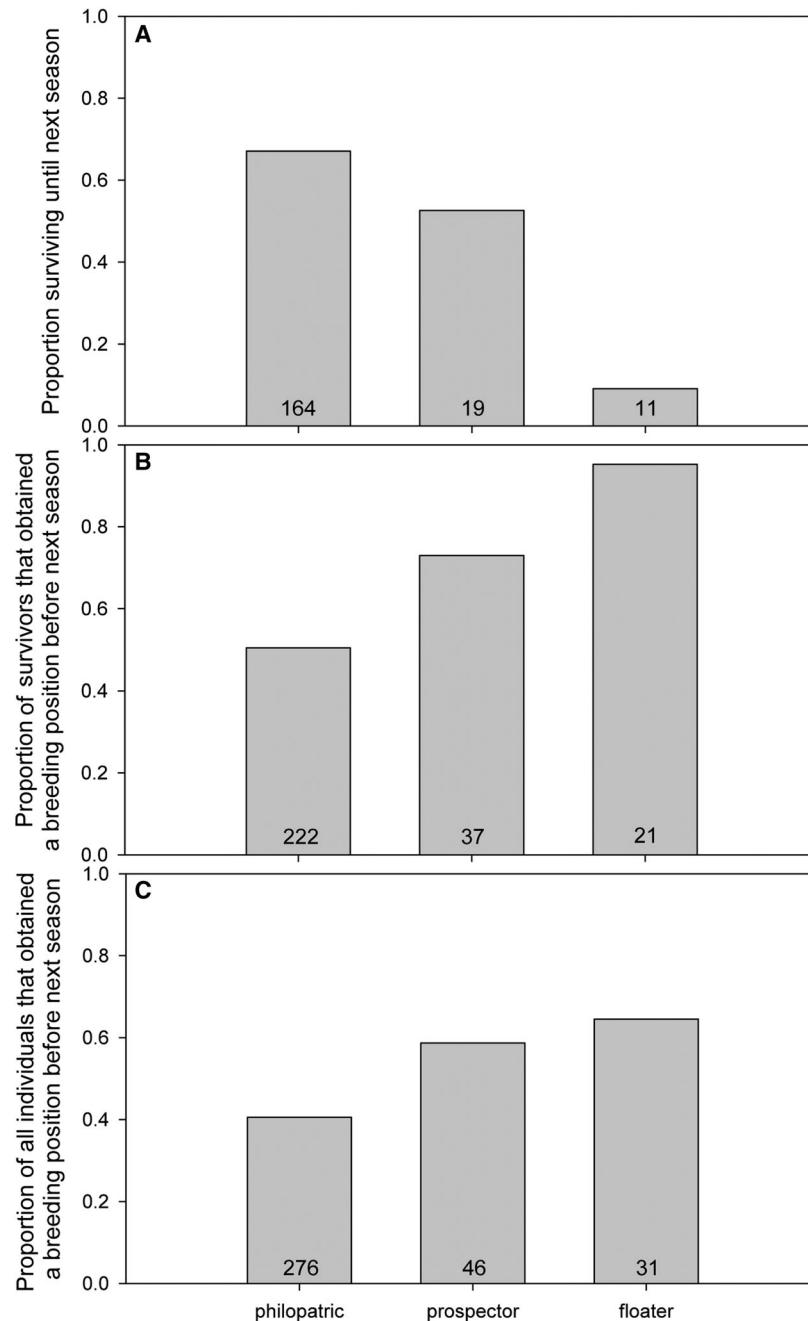 A
Proportion surviving until next season
1.0
0.8
0.6
0.4
0.2
0.0
164 19 11
B
Proportion of survivors that obtained
a breeding position before next season
1.0
0.8
0.6
0.4
0.2
0.0
222 37 21
C
Proportion of all individuals that obtained
a breeding position before next season
1.0
0.8
0.6
0.4
0.2
0.0
276 46 31
philopatric prospector floater